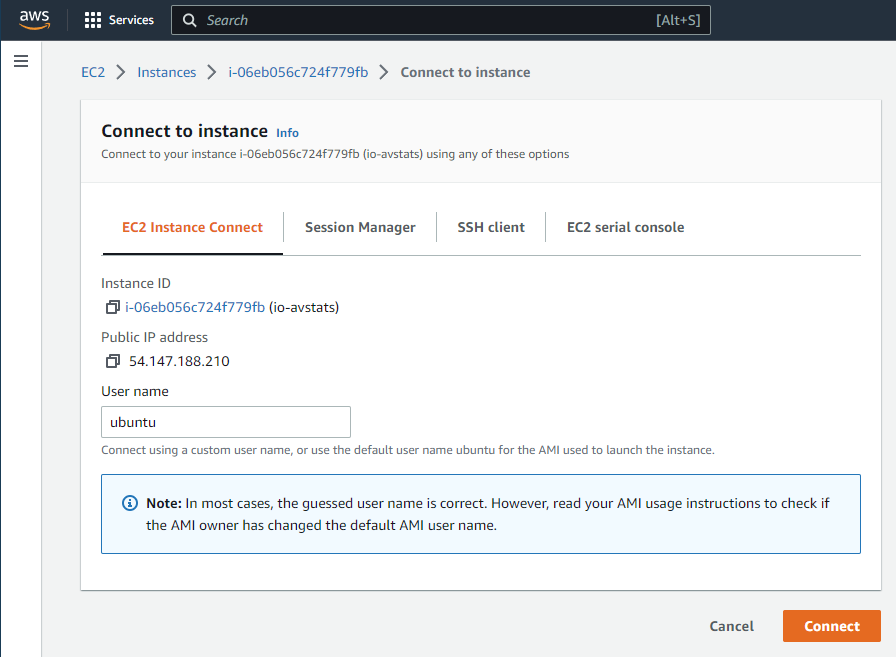 aws Services Search [Alt+S]
EC2 Instances i-06eb056c724f779fb Connect to instance
Connect to instance Info
Connect to your instance i-06eb056c724f779fb (io-avstats) using any of these options
EC2 Instance Connect Session Manager SSH client EC2 serial console
Instance ID
i-06eb056c724f779fb (io-avstats)
Public IP address
54.147.188.210
User name
ubuntu
Connect using a custom user name, or use the default user name ubuntu for the AMI used to launch the instance.
Note: In most cases, the guessed user name is correct. However, read your AMI usage instructions to check if
the AMI owner has changed the default AMI user name.
Cancel Connect